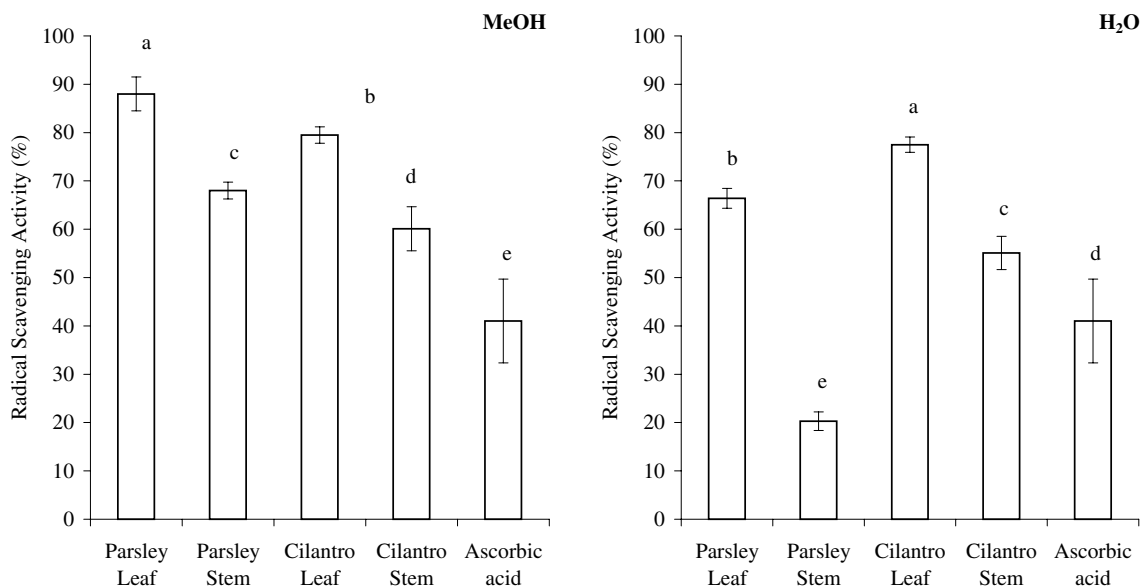 MeOH
100
90
80
70
60
50
40
30
20
10
0
Radical Scavenging Activity (%)
a
c
b
d
e
Parsley Leaf
Parsley Stem
Cilantro Leaf
Cilantro Stem
Ascorbic acid
H₂O
100
90
80
70
60
50
40
30
20
10
0
Radical Scavenging Activity (%)
b
e
a
c
d
Parsley Leaf
Parsley Stem
Cilantro Leaf
Cilantro Stem
Ascorbic acid